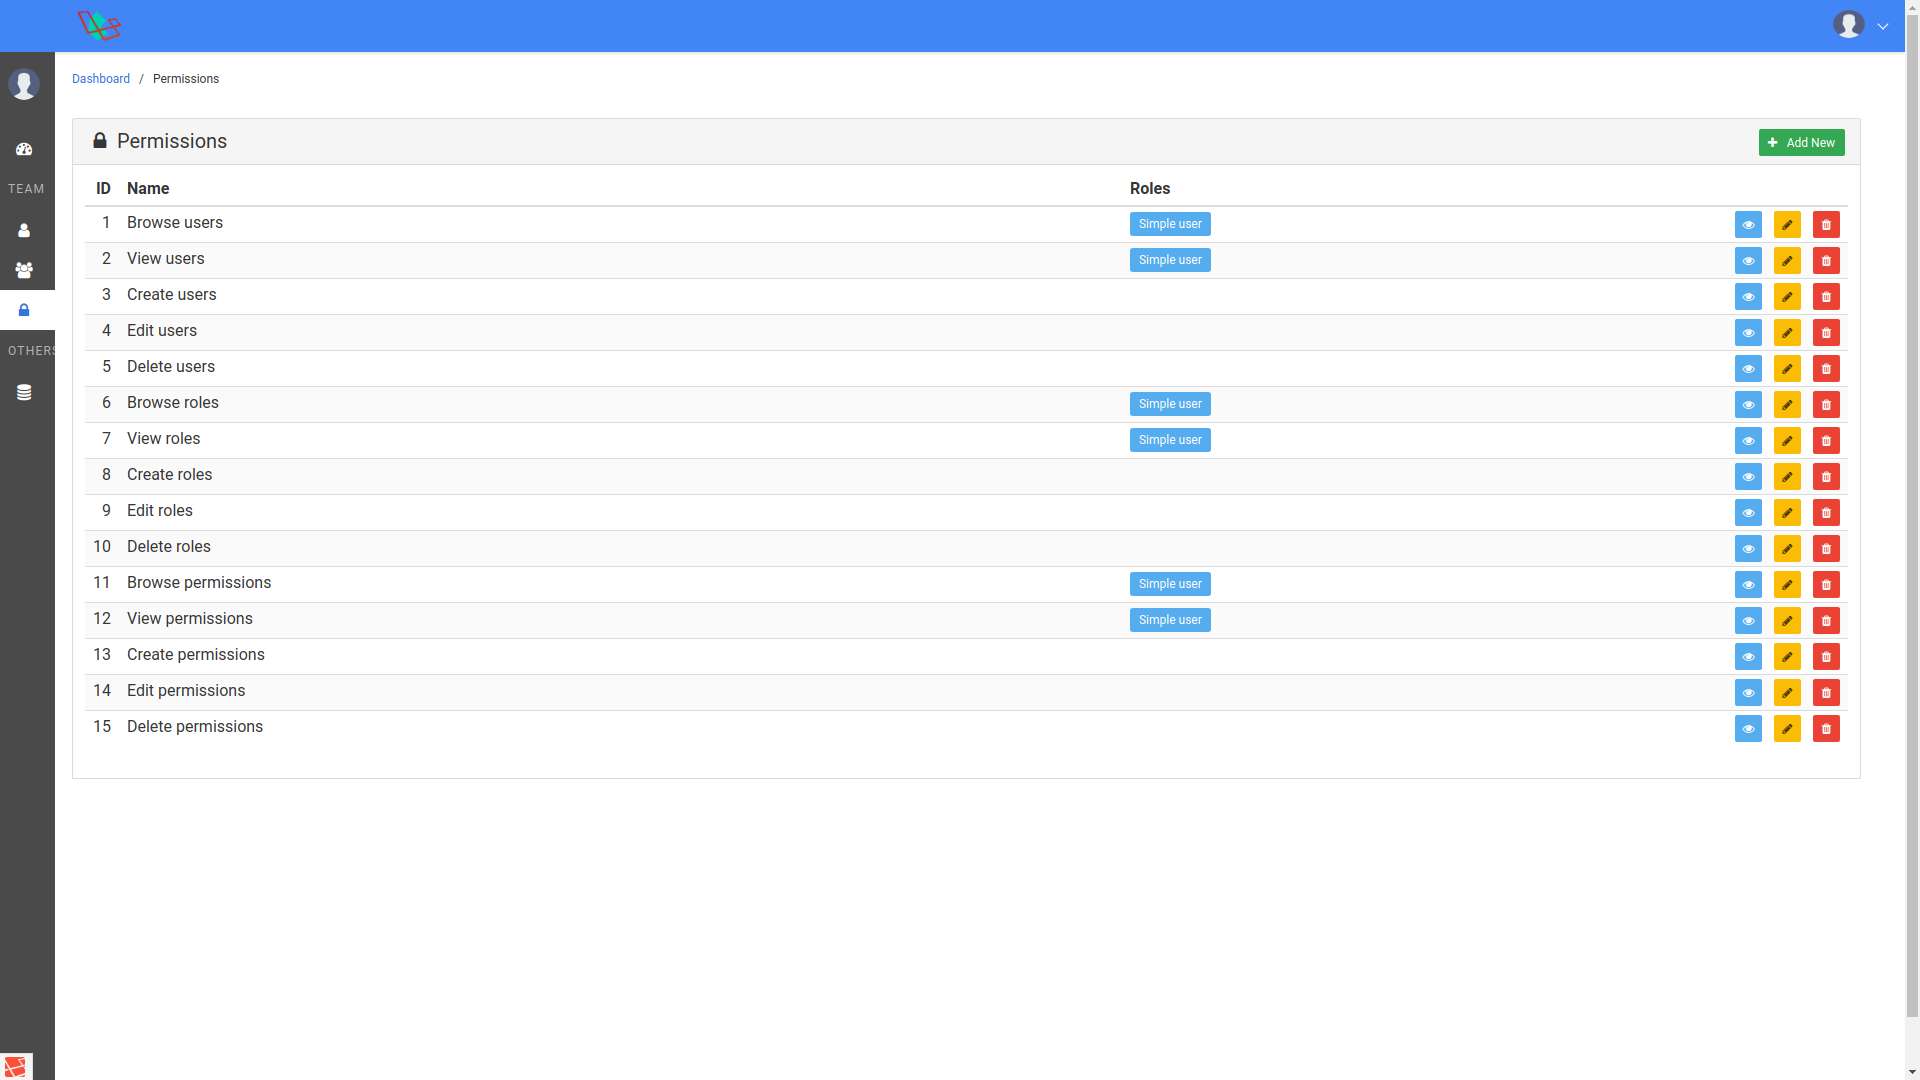 Dashboard / Permissions
TEAM
OTHERS
Permissions
Add New
ID Name Roles
1 Browse users Simple user
2 View users Simple user
3 Create users
4 Edit users
5 Delete users
6 Browse roles Simple user
7 View roles Simple user
8 Create roles
9 Edit roles
10 Delete roles
11 Browse permissions Simple user
12 View permissions Simple user
13 Create permissions
14 Edit permissions
15 Delete permissions